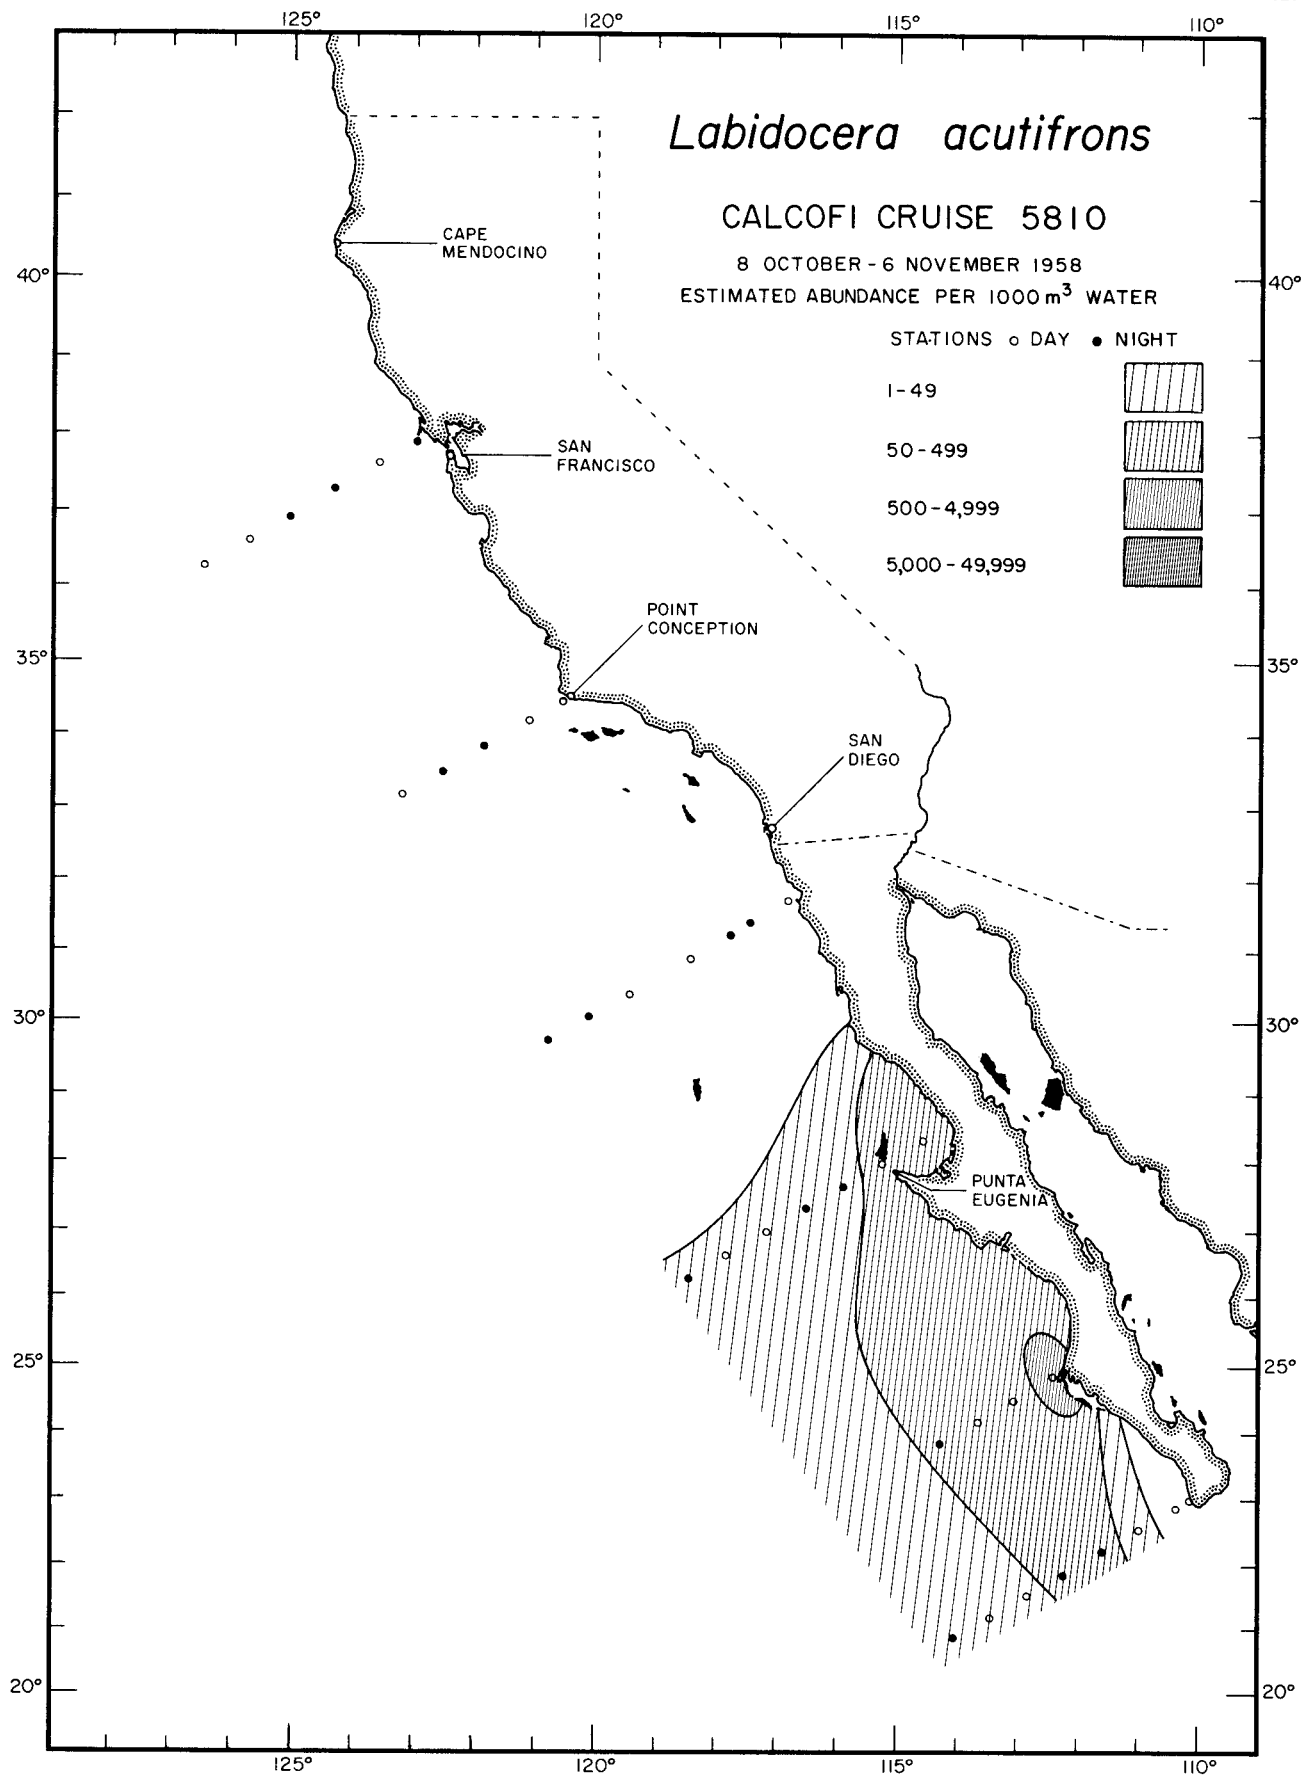 125° 120° 115° 110°
Labidocera acutifrons
CALCOFI CRUISE 5810
8 OCTOBER - 6 NOVEMBER 1958
ESTIMATED ABUNDANCE PER 1000 m³ WATER
STATIONS ○ DAY ● NIGHT
1-49
50-499
500-4,999
5,000-49,999
CAPE
MENDOCINO
40° 40°
SAN
FRANCISCO
POINT
CONCEPTION
35° 35°
SAN
DIEGO
30° 30°
PUNTA
EUGENIA
25° 25°
20° 20°
125° 120° 115° 110°